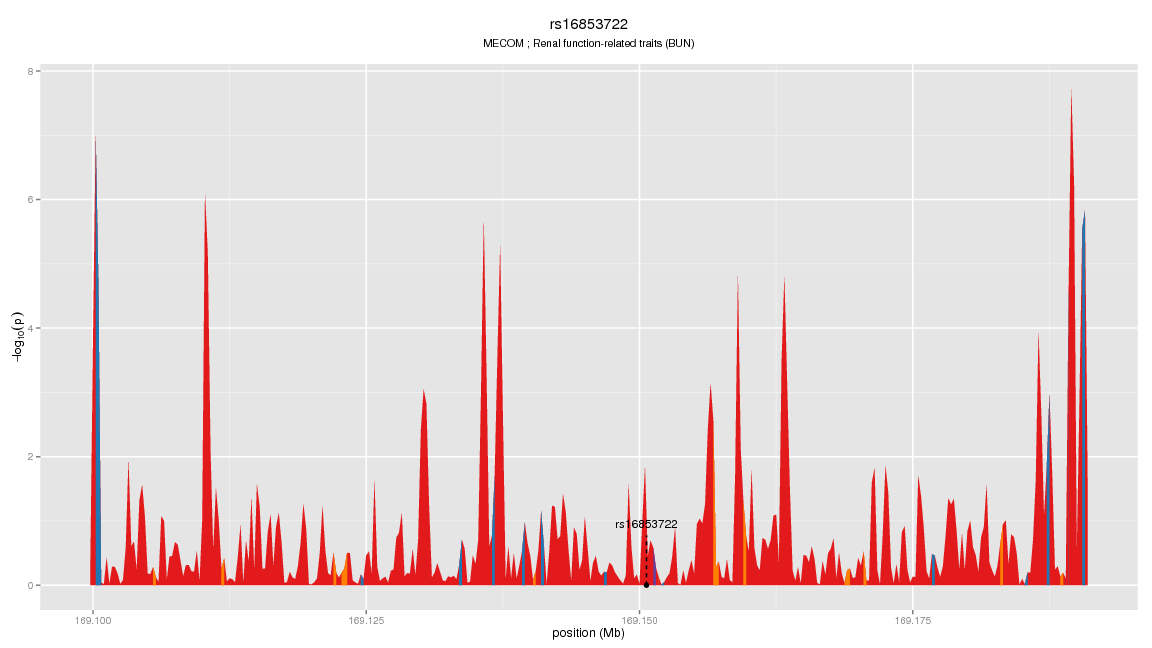 rs16853722
MECOM ; Renal function-related traits (BUN)
8
6
4
2
0
-log10(p)
rs16853722
169.100
169.125
169.150
169.175
position (Mb)